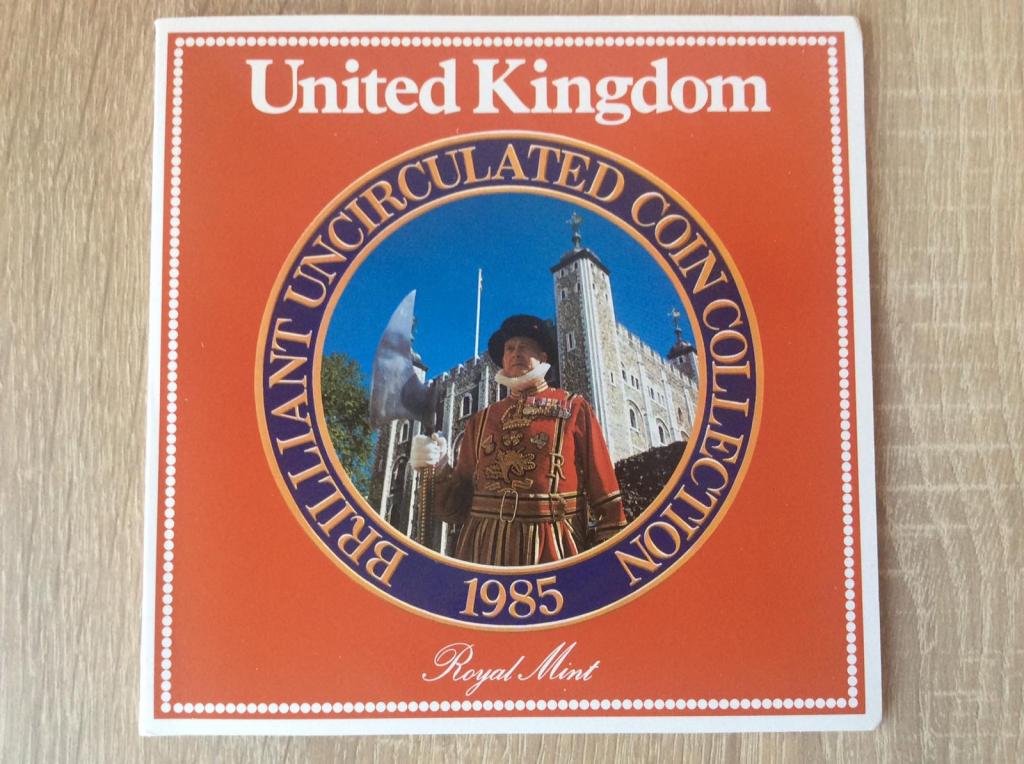 United Kingdom
BRILLIANT UNCIRCULATED COIN COLLECTION
1985
Royal Mint